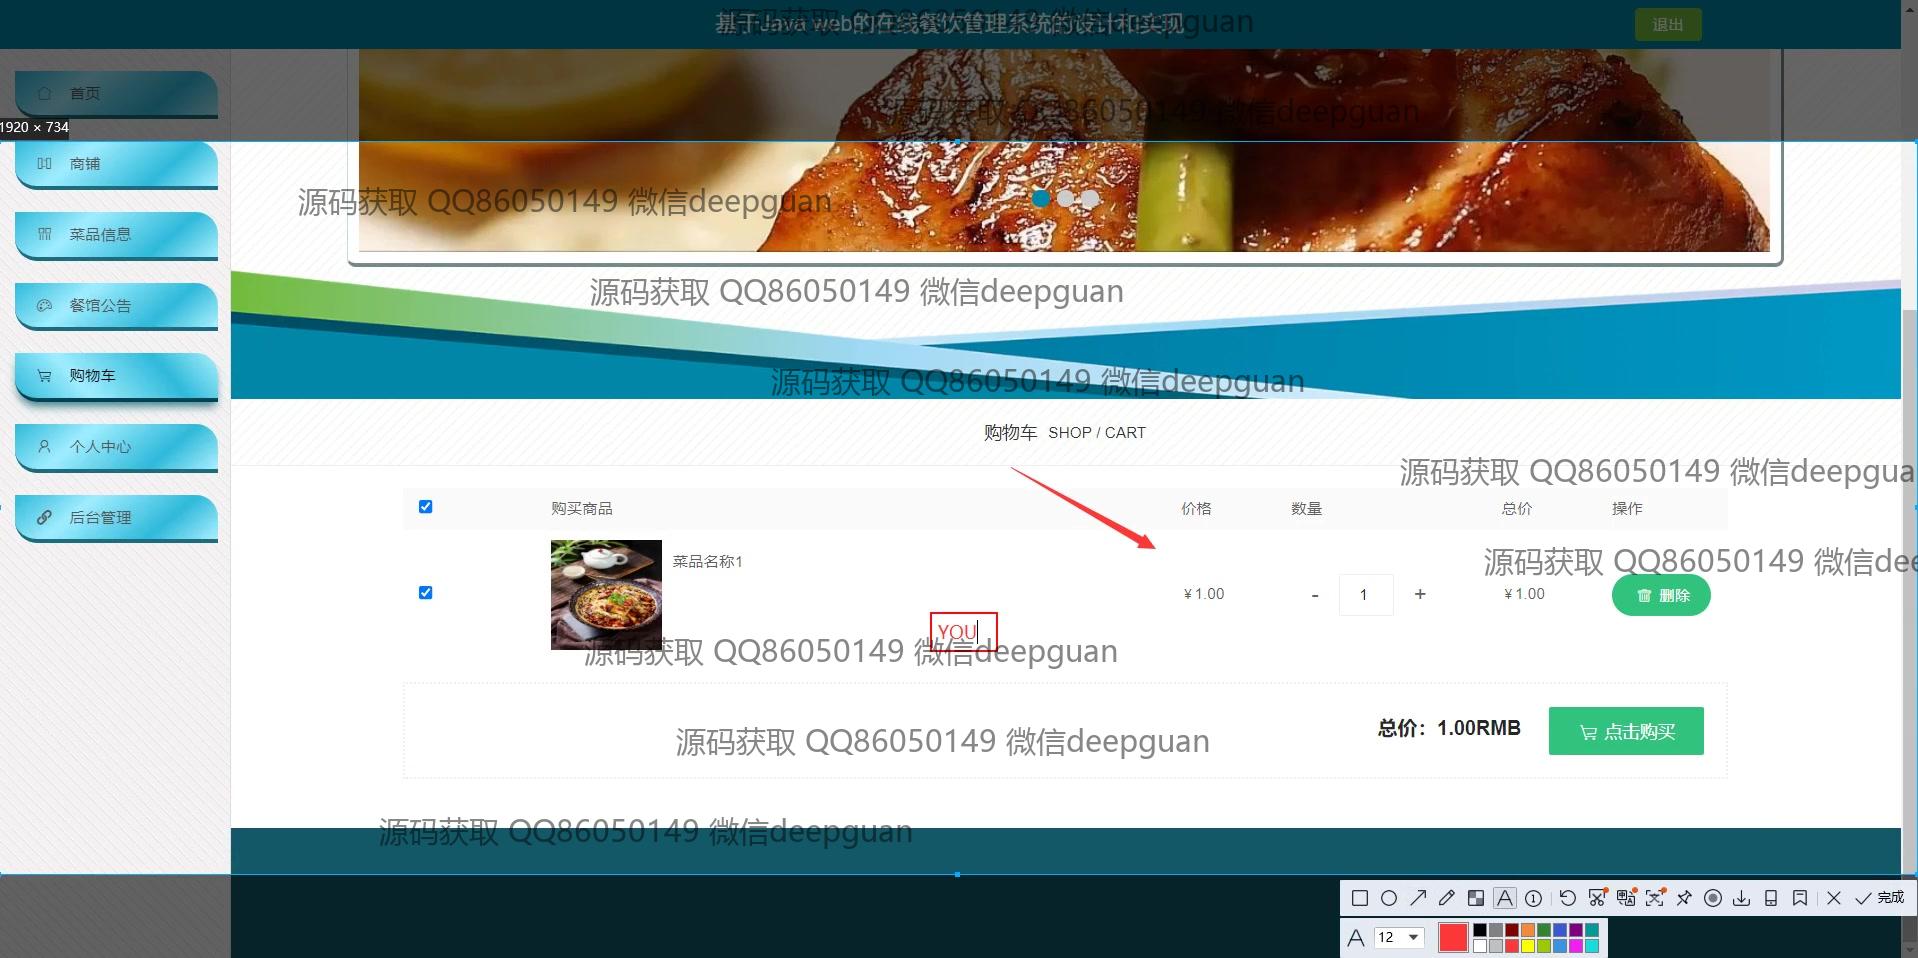 基于Java web的在线餐饮管理系统的设计和实现
源码获取 QQ86050149 微信deepguan
退出
首页
源码获取 QQ86050149 微信deepguan
1920 × 734
商铺
源码获取 QQ86050149 微信deepguan
菜品信息
源码获取 QQ86050149 微信deepguan
餐馆公告
购物车
源码获取 QQ86050149 微信deepguan
购物车 SHOP / CART
个人中心
源码获取 QQ86050149 微信deepgua
购买商品 价格 数量 总价 操作
后台管理
菜品名称1
源码获取 QQ86050149 微信dee
¥1.00 - 1 + ¥1.00 删除
YOU
源码获取 QQ86050149 微信deepguan
总价：1.00RMB 点击购买
源码获取 QQ86050149 微信deepguan
源码获取 QQ86050149 微信deepguan
完成
12